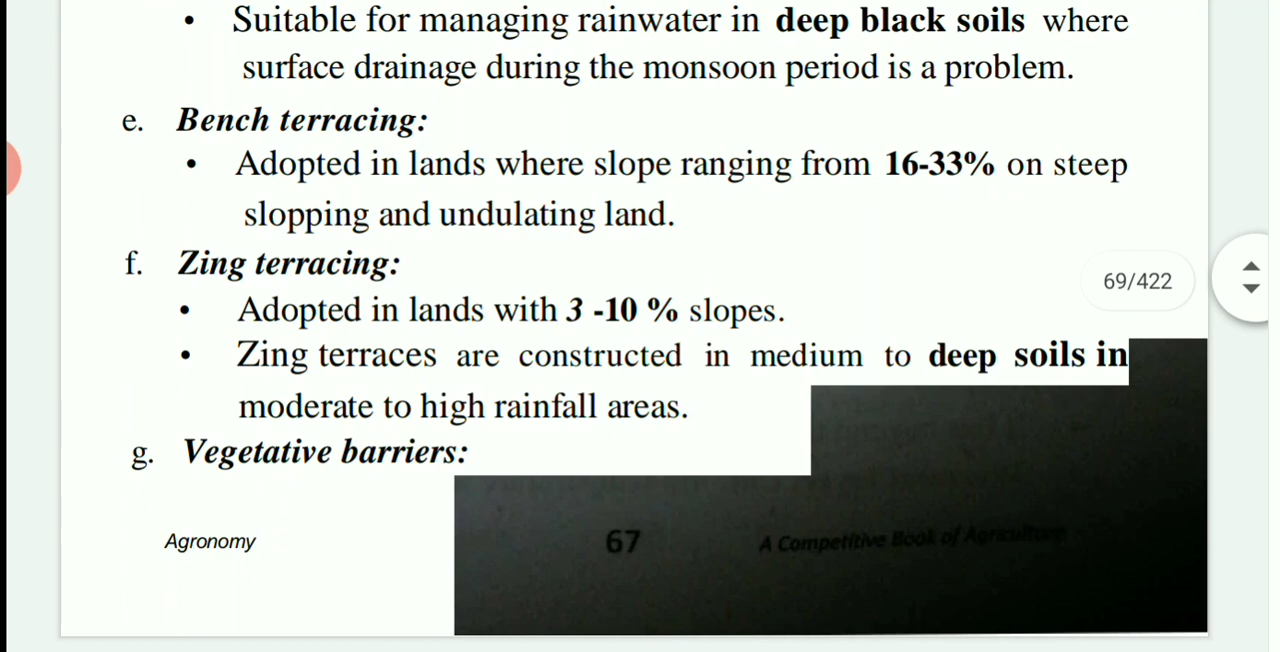 • Suitable for managing rainwater in deep black soils where
surface drainage during the monsoon period is a problem.
e. Bench terracing:
• Adopted in lands where slope ranging from 16-33% on steep
slopping and undulating land.
f. Zing terracing:
69/422
• Adopted in lands with 3 -10 % slopes.
• Zing terraces are constructed in medium to deep soils in
moderate to high rainfall areas.
g. Vegetative barriers:
Agronomy 67 A Competitive Book of Agriculture